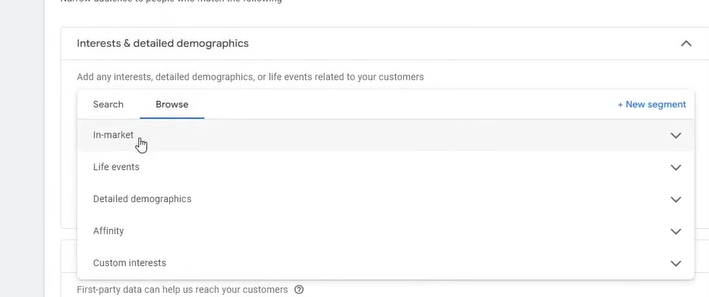 Narrow audience to people who match the following
Interests & detailed demographics
Add any interests, detailed demographics, or life events related to your customers
Search Browse + New segment
In-market
Life events
Detailed demographics
Affinity
Custom interests
First-party data can help us reach your customers